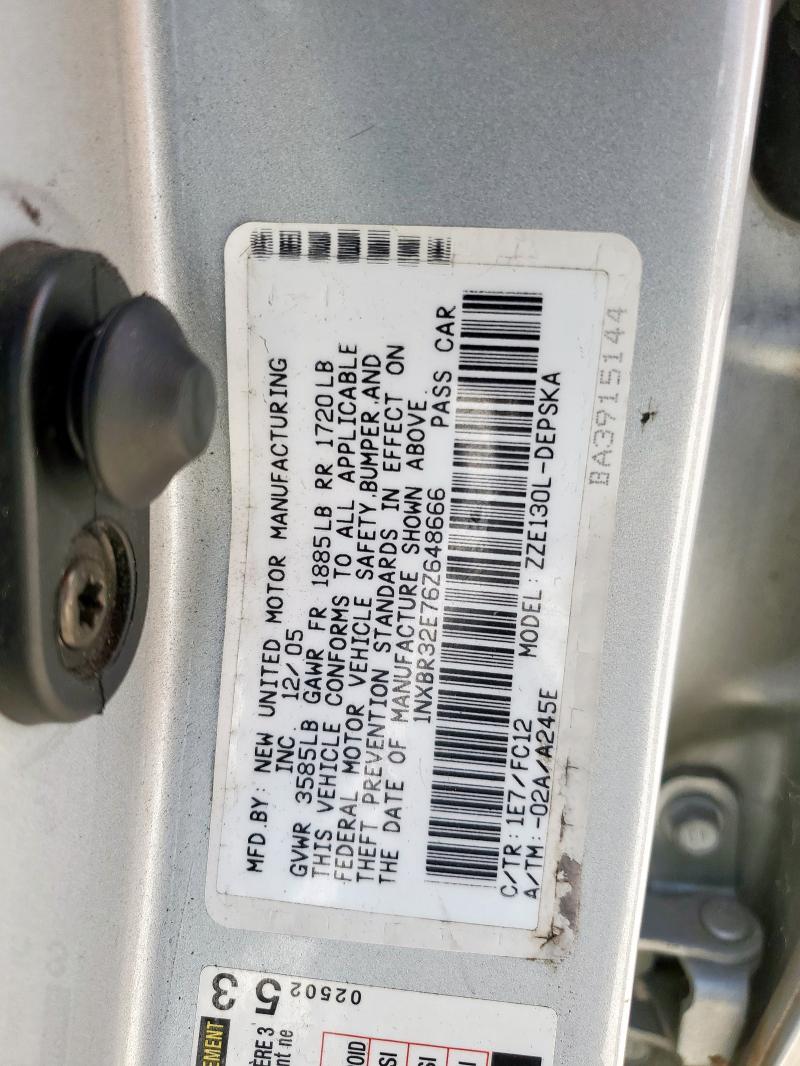 MFD.BY: NEW UNITED MOTOR MANUFACTURING
INC. 12/05
GVWR 3585LB GAWR FR 1885LB RR 1720LB
THIS VEHICLE CONFORMS TO ALL APPLICABLE
FEDERAL MOTOR VEHICLE SAFETY,BUMPER,AND
THEFT PREVENTION STANDARDS IN EFFECT ON
THE DATE OF MANUFACTURE SHOWN ABOVE.
1NXBR32E76Z648666 PASS CAR
C/TR: 1E7/FC12 MODEL: ZZE130L-DEPSKA
A/TM: -02A/A245E
BA3915144
3
5
02502